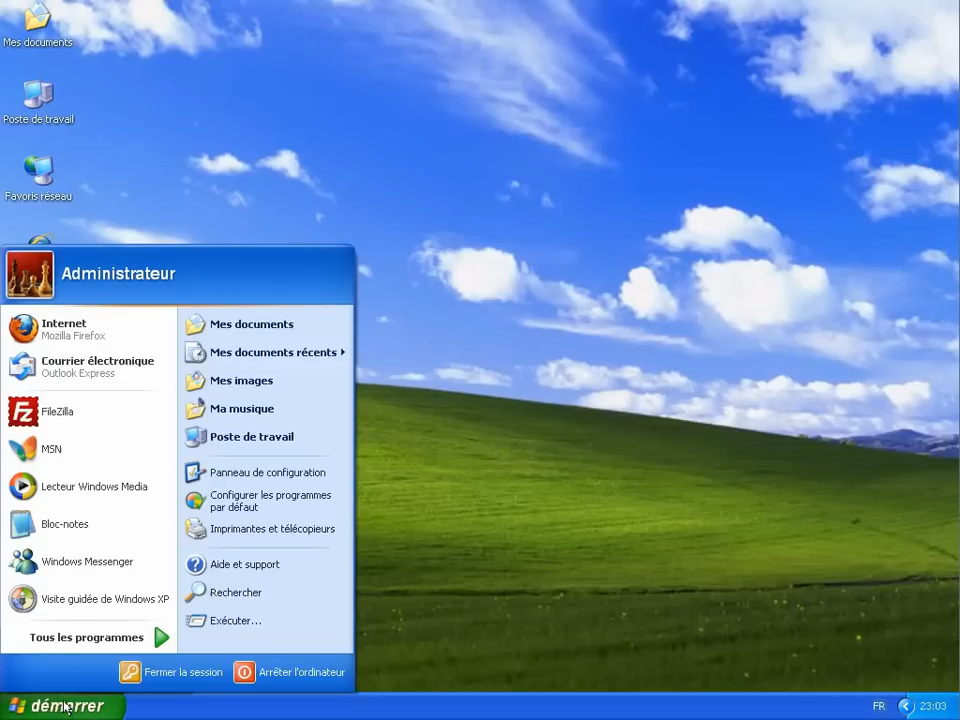 Mes documents
Poste de travail
Favoris réseau
Administrateur
Internet
Mozilla Firefox
Courrier électronique
Outlook Express
FileZilla
MSN
Lecteur Windows Media
Bloc-notes
Windows Messenger
Visite guidée de Windows XP
Tous les programmes
Mes documents
Mes documents récents
Mes images
Ma musique
Poste de travail
Panneau de configuration
Configurer les programmes
par défaut
Imprimantes et télécopieurs
Aide et support
Rechercher
Exécuter...
Fermer la session
Arrêter l'ordinateur
démarrer
FR
23:03